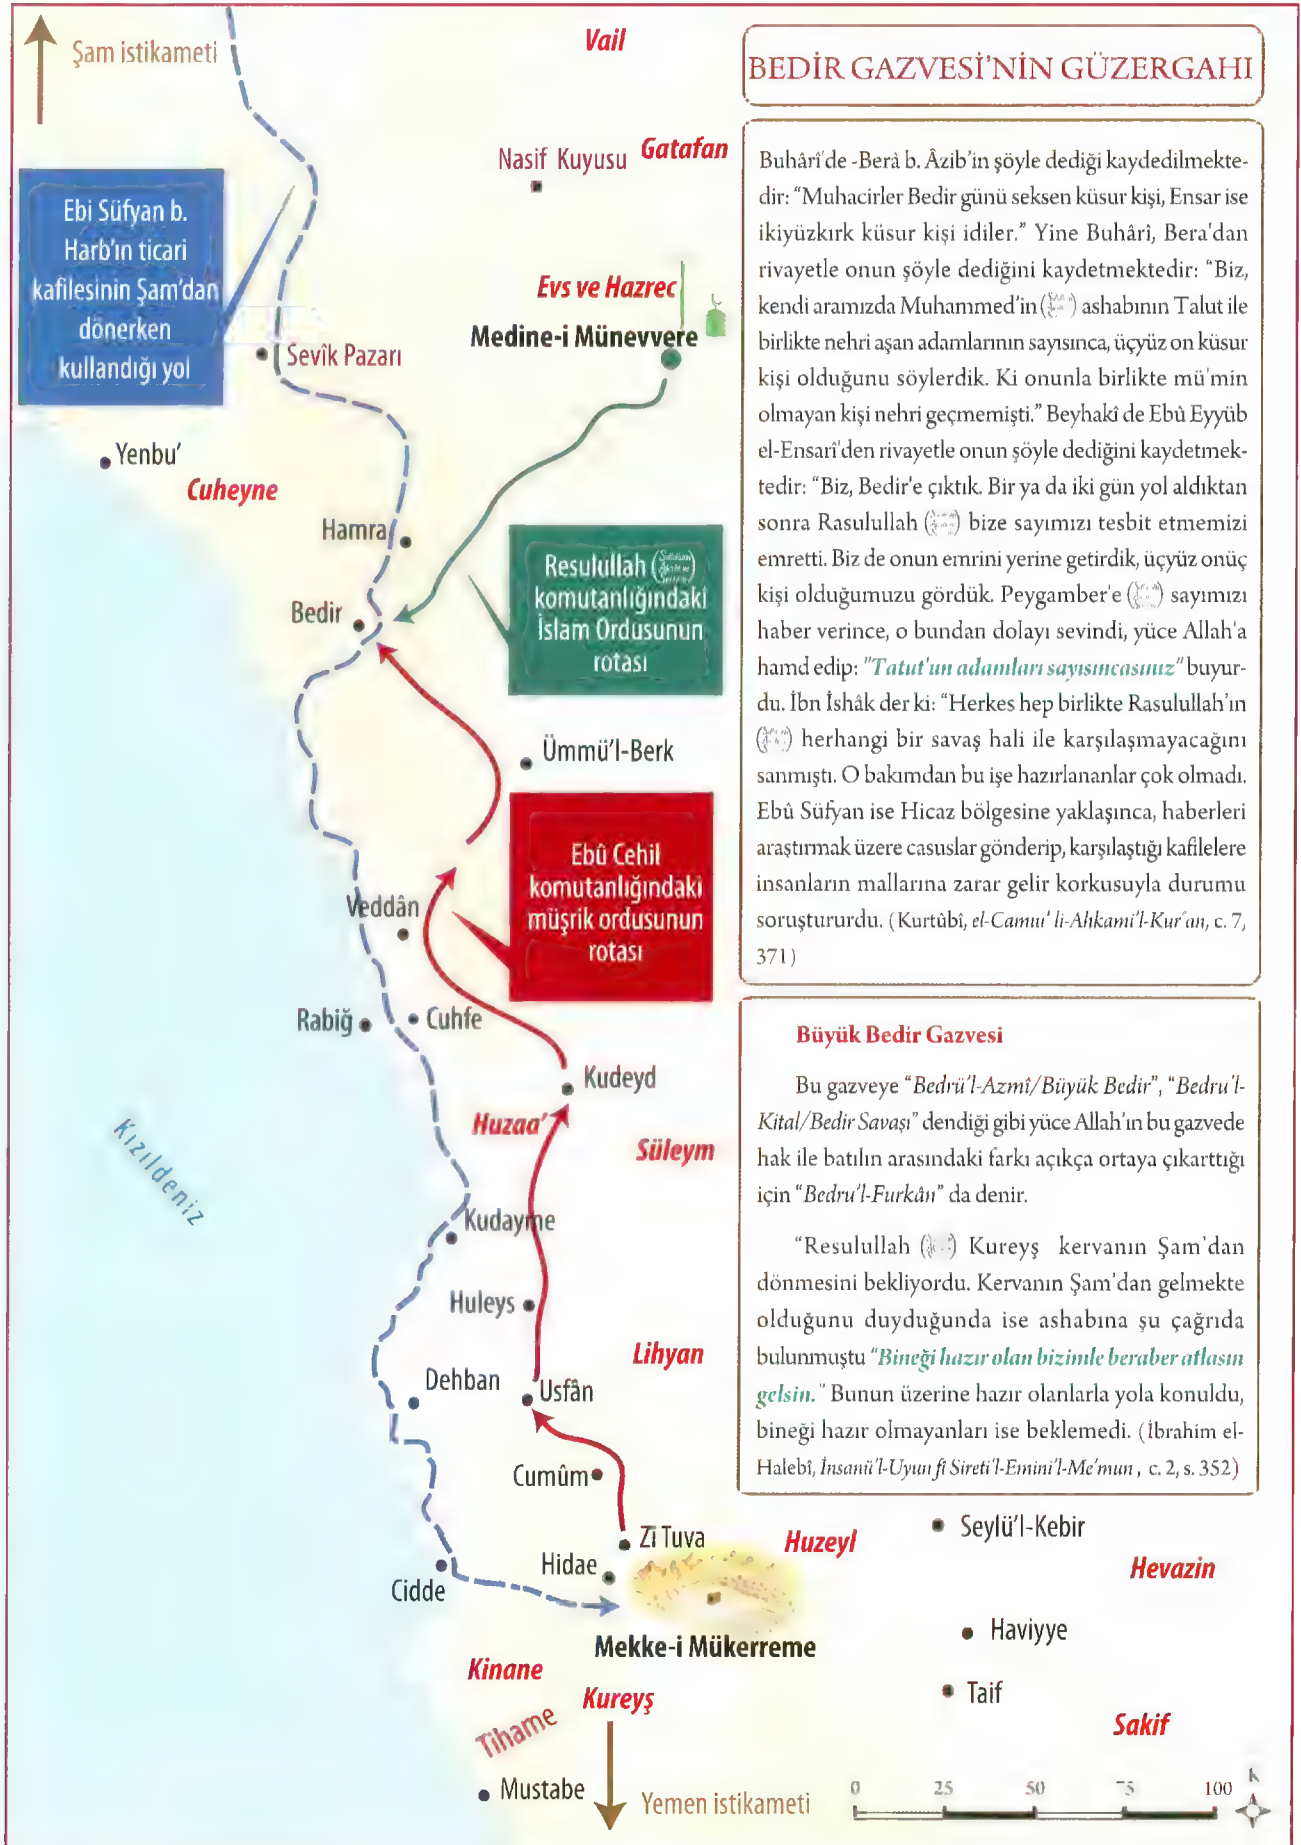 Şam istikameti
Vail
Nasif Kuyusu
Gatafan
Ebi Süfyan b.
Harb'ın ticari
kafilesinin Şam'dan
dönerken
kullandığı yol
Evs ve Hazrec
Medine-i Münevvere
Sevîk Pazarı
Yenbu'
Cuheyne
Hamra
Bedir
Resulullah
komutanlığındaki
İslam Ordusunun
rotası
Ümmü'l-Berk
Ebû Cehil
komutanlığındaki
müşrik ordusunun
rotası
Veddân
Rabiğ
Cuhfe
Kudeyd
Huzaa'
Süleym
Kızıldeniz
Kudayme
Huleys
Lihyan
Dehban
Usfân
Cumûm
Zî Tuva
Huzeyl
Hidae
Cidde
Mekke-i Mükerreme
Kinane
Kureyş
Tihame
Mustabe
Yemen istikameti
BEDİR GAZVESİ'NİN GÜZERGAHI
Buhârî'de -Berâ b. Âzib'in şöyle dediği kaydedilmekte-
dir: "Muhacirler Bedir günü seksen küsur kişi, Ensar ise
ikiyüzkırk küsur kişi idiler." Yine Buhârî, Bera'dan
rivayetle onun şöyle dediğini kaydetmektedir: "Biz,
kendi aramızda Muhammed'in ( ) ashabının Talut ile
birlikte nehri aşan adamlarının sayısınca, üçyüz on küsur
kişi olduğunu söylerdik. Ki onunla birlikte mü'min
olmayan kişi nehri geçmemişti." Beyhakî de Ebû Eyyüb
el-Ensarî'den rivayetle onun şöyle dediğini kaydetmek-
tedir: "Biz, Bedir'e çıktık. Bir ya da iki gün yol aldıktan
sonra Rasulullah ( ) bize sayımızı tesbit etmemizi
emretti. Biz de onun emrini yerine getirdik, üçyüz onüç
kişi olduğumuzu gördük. Peygamber'e ( ) sayımızı
haber verince, o bundan dolayı sevindi, yüce Allah'a
hamd edip: "Tatut'un adamları sayısıncasınız" buyur-
du. İbn İshâk der ki: "Herkes hep birlikte Rasulullah'ın
( ) herhangi bir savaş hali ile karşılaşmayacağını
sanmıştı. O bakımdan bu işe hazırlananlar çok olmadı.
Ebû Süfyan ise Hicaz bölgesine yaklaşınca, haberleri
araştırmak üzere casuslar gönderip, karşılaştığı kafilelere
insanların mallarına zarar gelir korkusuyla durumu
soruştururdu. (Kurtûbî, el-Camiu' li-Ahkami'l-Kur'an, c. 7,
371)
Büyük Bedir Gazvesi
Bu gazveye "Bedrü'l-Azmî/Büyük Bedir", "Bedru'l-
Kital/Bedir Savaşı" dendiği gibi yüce Allah'ın bu gazvede
hak ile batılın arasındaki farkı açıkça ortaya çıkarttığı
için "Bedru'l-Furkân" da denir.
"Resulullah ( ) Kureyş kervanın Şam'dan
dönmesini bekliyordu. Kervanın Şam'dan gelmekte
olduğunu duyduğunda ise ashabına şu çağrıda
bulunmuştu "Bineği hazır olan bizimle beraber atlasın
gelsin." Bunun üzerine hazır olanlarla yola konuldu,
bineği hazır olmayanları ise beklemedi. (İbrahim el-
Halebî, İnsanü'l-Uyun fi Sireti'l-Emini'l-Me'mun, c. 2, s. 352)
Seylü'l-Kebir
Hevazin
Haviyye
Taif
Sakif
0 25 50 75 100
K